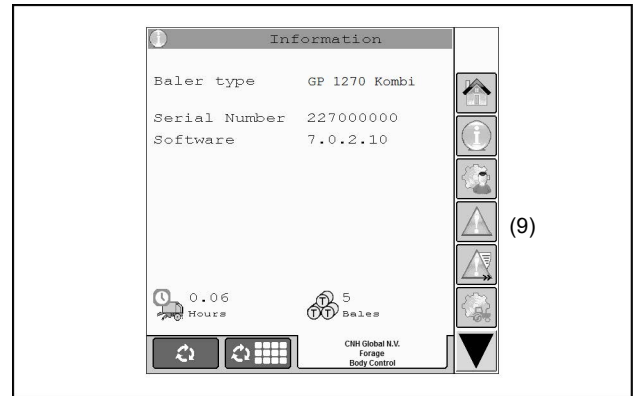 Information
Baler type GP 1270 Kombi
Serial Number 227000000
Software 7.0.2.10
(9)
0.06
Hours
5
Bales
T
T T
CNH Global N.V.
Forage
Body Control